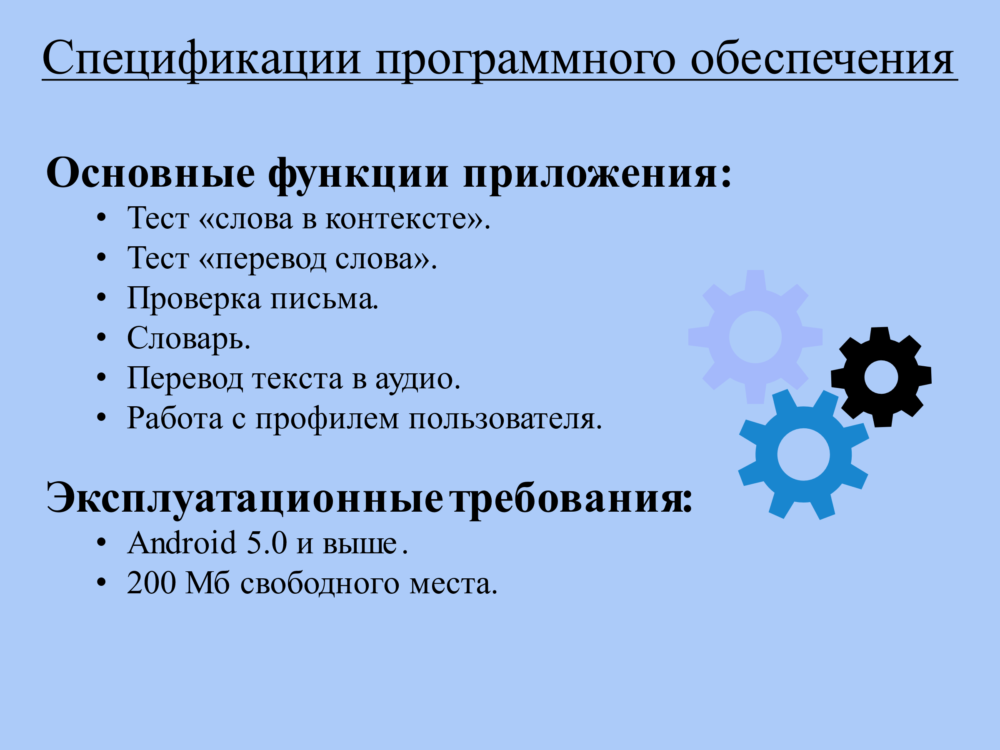 Спецификации программного обеспечения
Основные функции приложения:
• Тест «слова в контексте».
• Тест «перевод слова».
• Проверка письма.
• Словарь.
• Перевод текста в аудио.
• Работа с профилем пользователя.
Эксплуатационные требования:
• Android 5.0 и выше.
• 200 Мб свободного места.